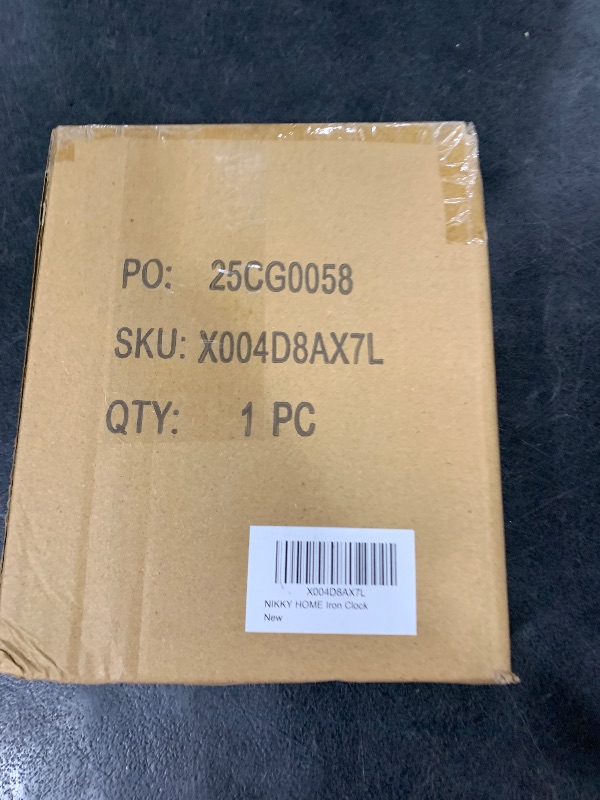 PO: 25CG0058
SKU: X004D8AX7L
QTY: 1 PC
X004D8AX7L
NIKKY HOME Iron Clock
New